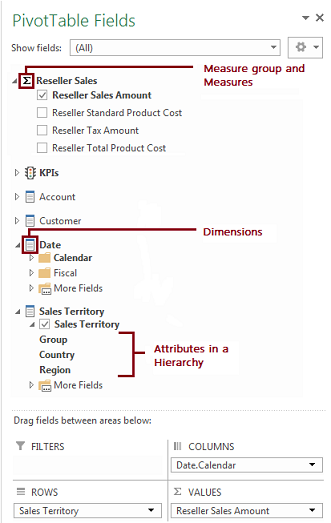 PivotTable Fields
Show fields: (All)
Measure group and
Measures
Σ Reseller Sales
Reseller Sales Amount
Reseller Standard Product Cost
Reseller Tax Amount
Reseller Total Product Cost
KPIs
Account
Customer
Dimensions
Date
Calendar
Fiscal
More Fields
Sales Territory
Sales Territory
Group
Country
Region
Attributes in a
Hierarchy
More Fields
Drag fields between areas below:
FILTERS
COLUMNS
Date.Calendar
ROWS
Σ VALUES
Sales Territory
Reseller Sales Amount